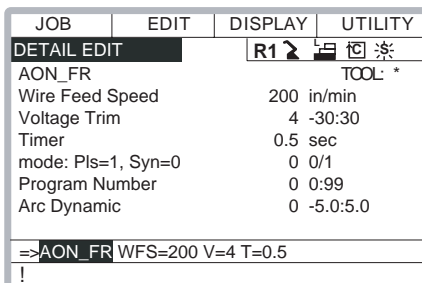 JOB EDIT DISPLAY UTILITY
DETAIL EDIT R1 C S
AON_FR TOOL: *
Wire Feed Speed 200 in/min
Voltage Trim 4 -30:30
Timer 0.5 sec
mode: Pls=1, Syn=0 0 0/1
Program Number 0 0:99
Arc Dynamic 0 -5.0:5.0
=>AON_FR WFS=200 V=4 T=0.5
!